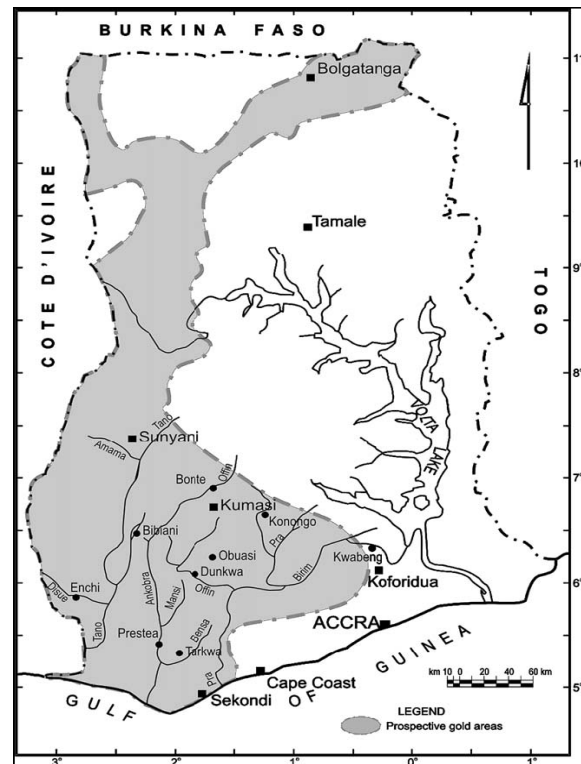 BURKINA FASO
Bolgatanga
11°
10°
Tamale
COTE D'IVOIRE
TOGO
9°
8°
VOLTA LAKE
Tano
Sunyani
Amama
7°
Bonte
Offin
Kumasi
Konongo
Bibiani
Pra
Obuasi
Kwabeng
Birim
Dunkwa
Koforidua
6°
Disue
Enchi
Ankobra
Mansi
Offin
ACCRA
Tano
Prestea
Bensa
Tarkwa
Pra
Cape Coast
Sekondi
5°
GULF OF GUINEA
km 10 0 20 40 60 km
LEGEND
Prospective gold areas
3° 2° 1° 0° 1°